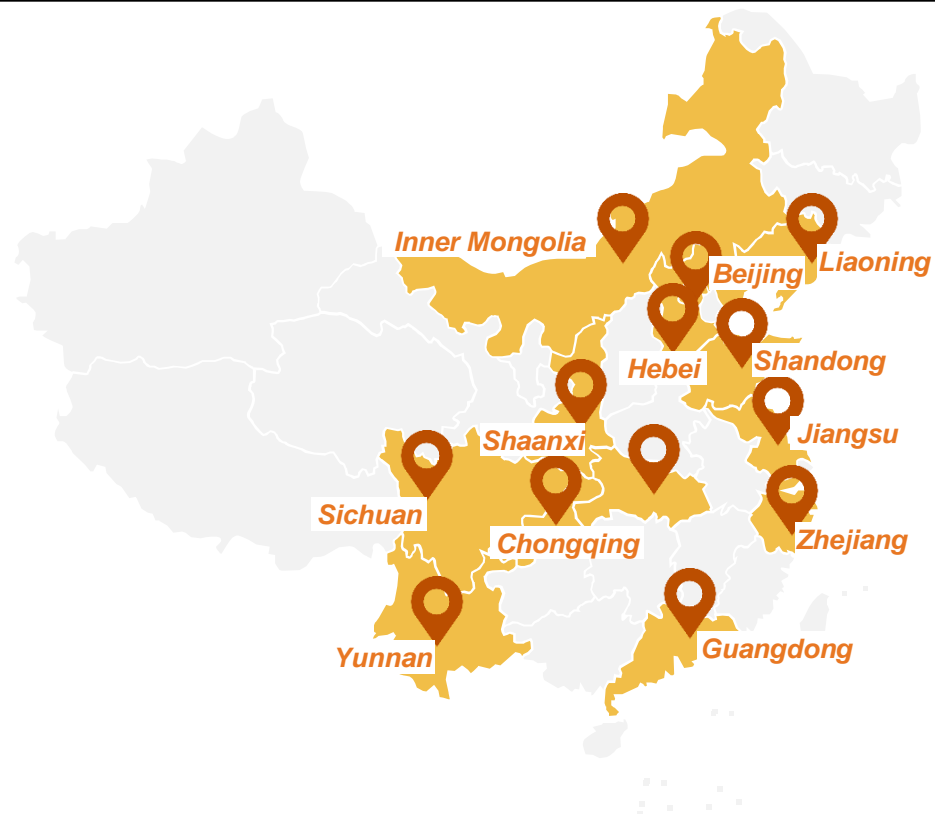 Inner Mongolia
Liaoning
Beijing
Shandong
Hebei
Jiangsu
Shaanxi
Sichuan
Chongqing
Zhejiang
Guangdong
Yunnan